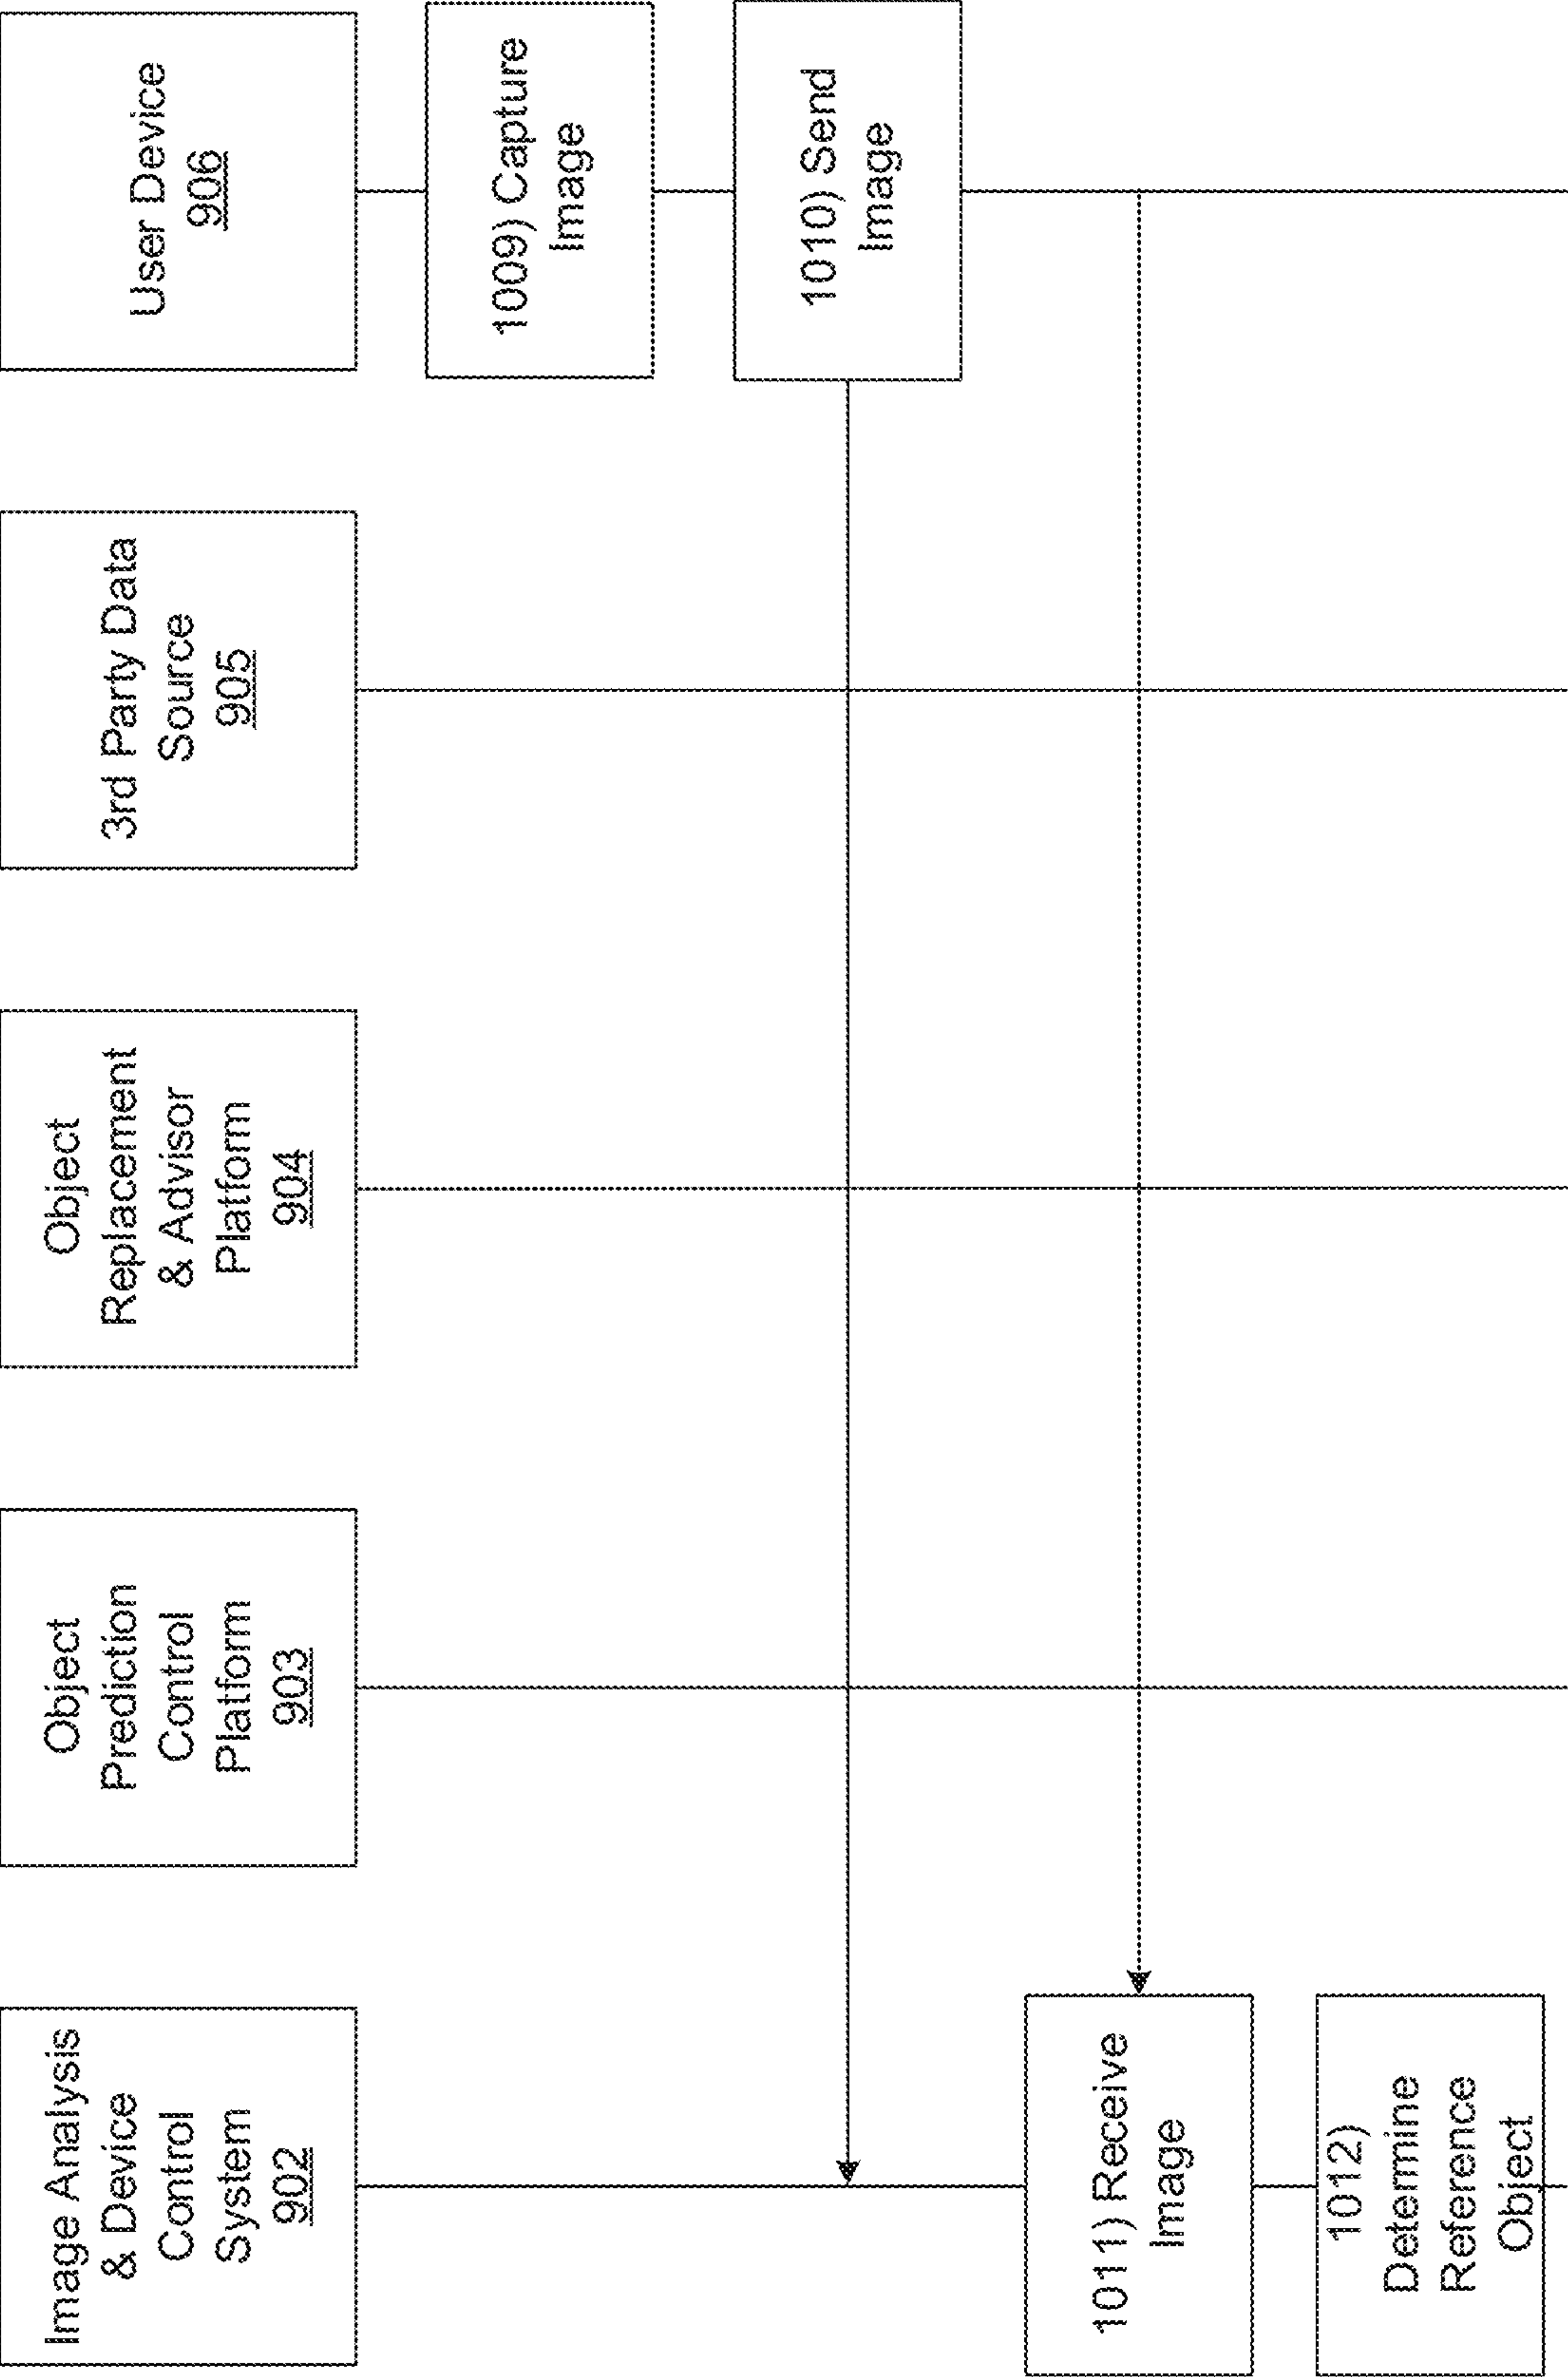 Image Analysis
& Device
Control
System
902
Object
Prediction
Control
Platform
903
Object
Replacement
& Advisor
Platform
904
3rd Party Data
Source
905
User Device
906
1009) Capture
Image
1010) Send
Image
1011) Receive
Image
1012)
Determine
Reference
Object